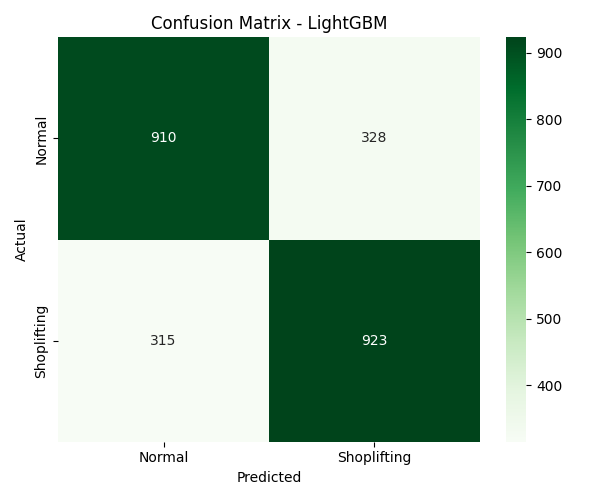 Confusion Matrix - LightGBM
Actual
Normal
Shoplifting
910
328
315
923
Normal
Shoplifting
Predicted
900
800
700
600
500
400